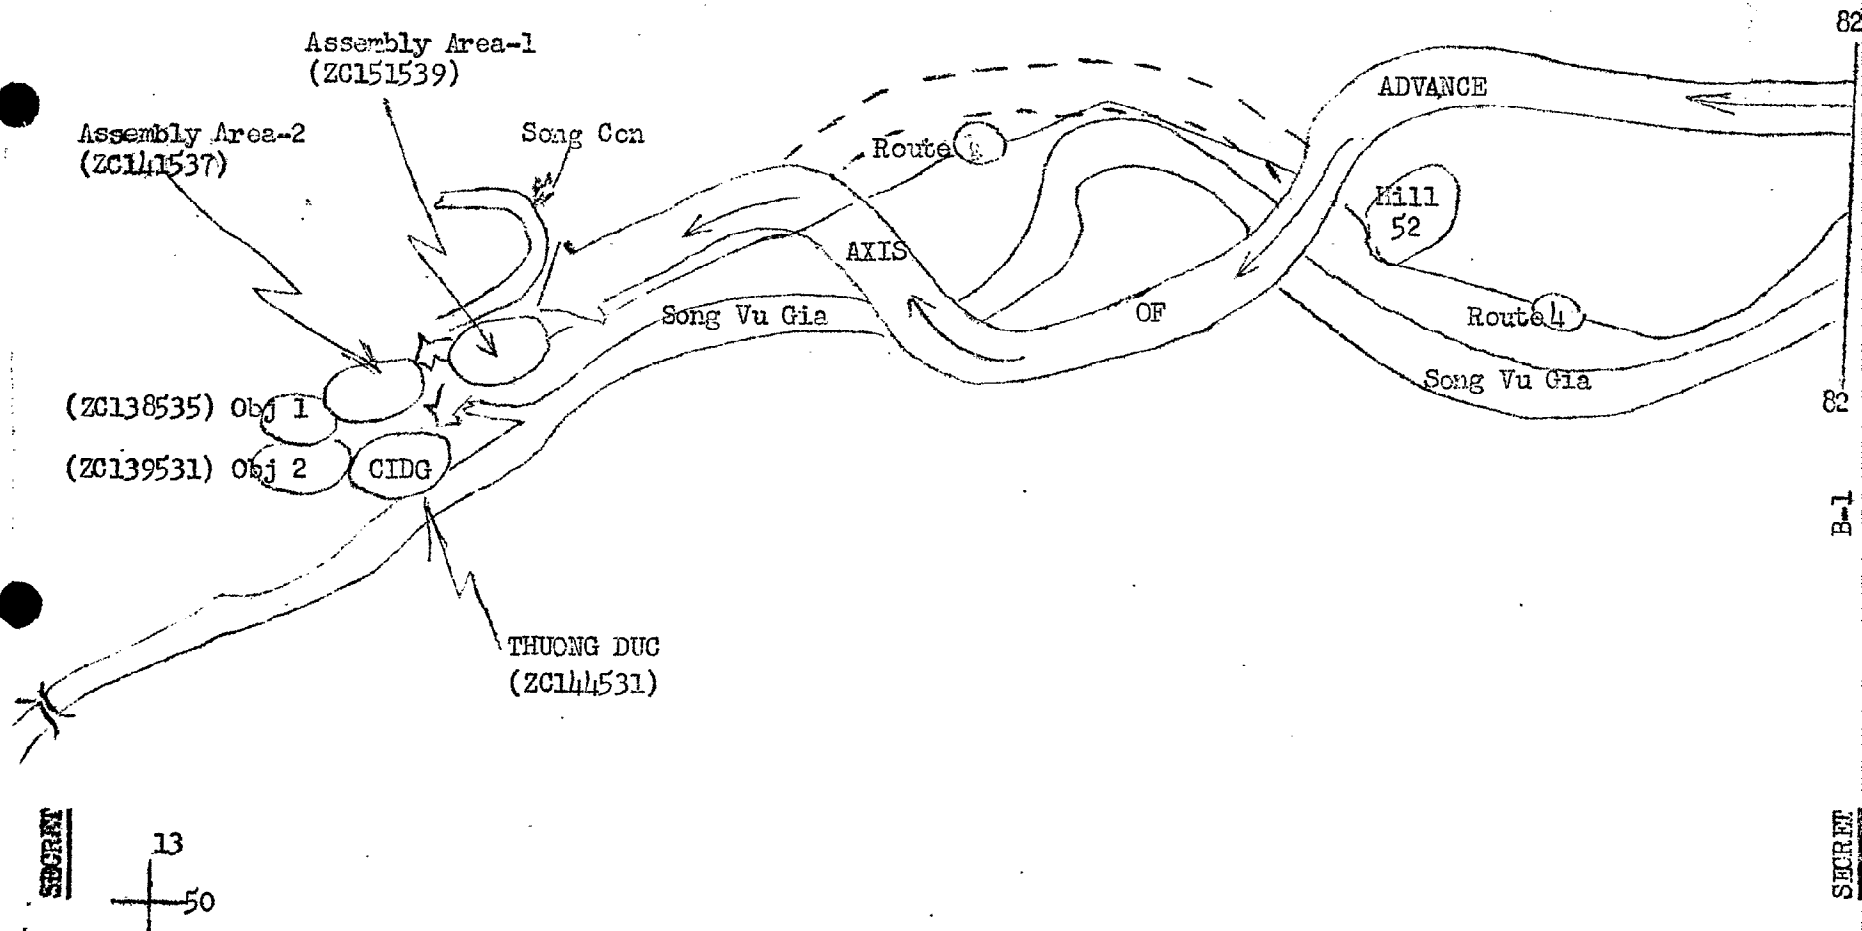 82
Assembly Area-1
(ZC151539)
ADVANCE
Assembly Area-2
(ZC141537)
Song Con
Route
Hill
52
AXIS
OF
Song Vu Gia
Route 4
Song Vu Gia
82
(ZC138535) Obj 1
(ZC139531) Obj 2
CIDG
B-1
THUONG DUC
(ZC144531)
SECRET
SECRET
13
50